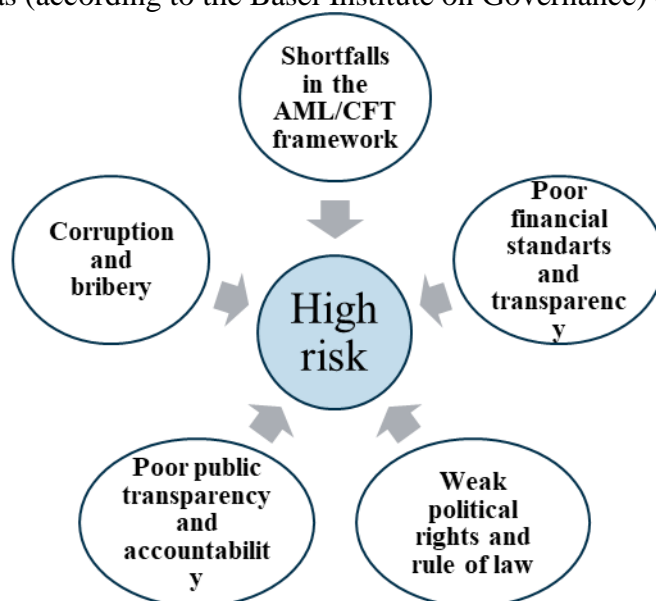 as (according to the Basel Institute on Governance)
Shortfalls
in the
AML/CFT
framework
Corruption
and
bribery
Poor
financial
standarts
and
transparenc
y
High
risk
Poor public
transparency
and
accountabilit
y
Weak
political
rights and
rule of law